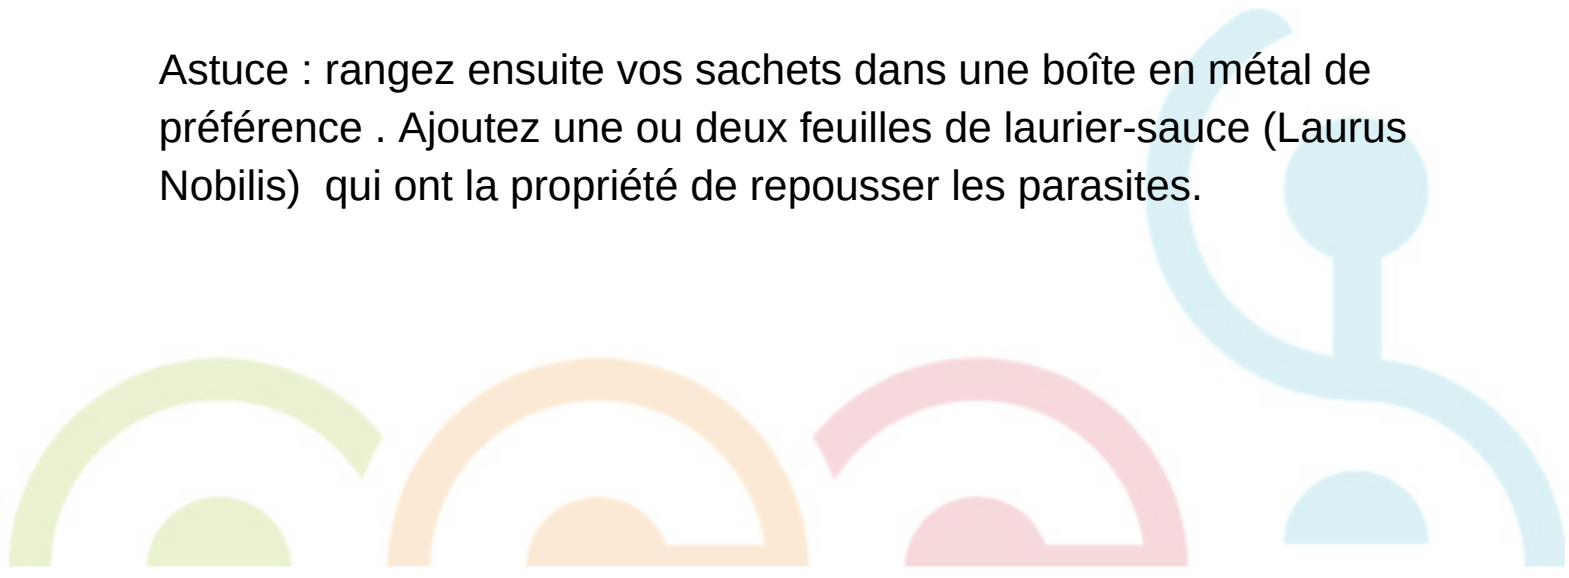 Astuce : rangez ensuite vos sachets dans une boîte en métal de
préférence . Ajoutez une ou deux feuilles de laurier-sauce (Laurus
Nobilis)  qui ont la propriété de repousser les parasites.